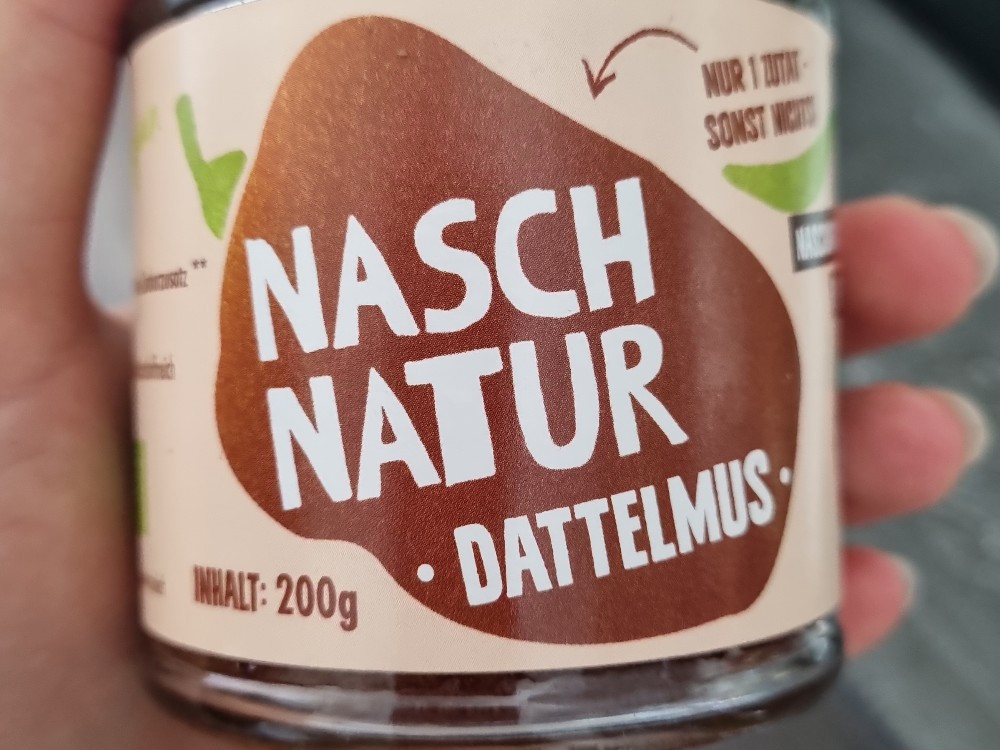 NUR 1 ZUTAT -
SONST NICHTS!
NASCH
NATUR
· DATTELMUS ·
INHALT: 200g